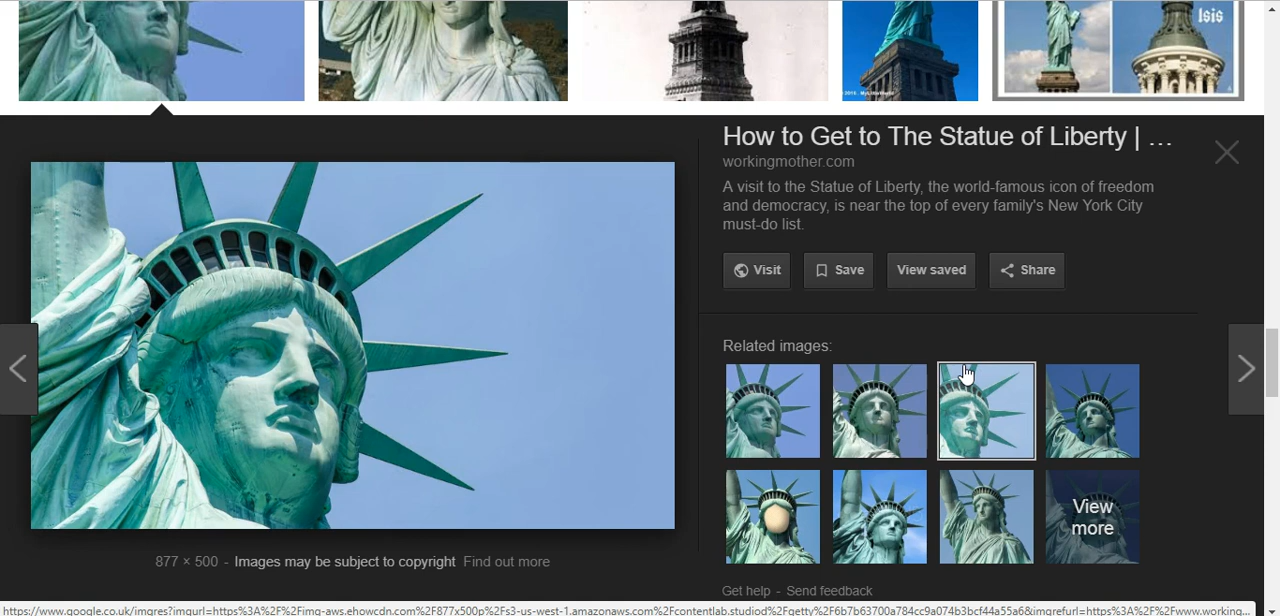 Isis
How to Get to The Statue of Liberty | ...
workingmother.com
A visit to the Statue of Liberty, the world-famous icon of freedom
and democracy, is near the top of every family's New York City
must-do list.
Visit
Save
View saved
Share
Related images:
View
more
877 × 500 - Images may be subject to copyright Find out more
Get help - Send feedback